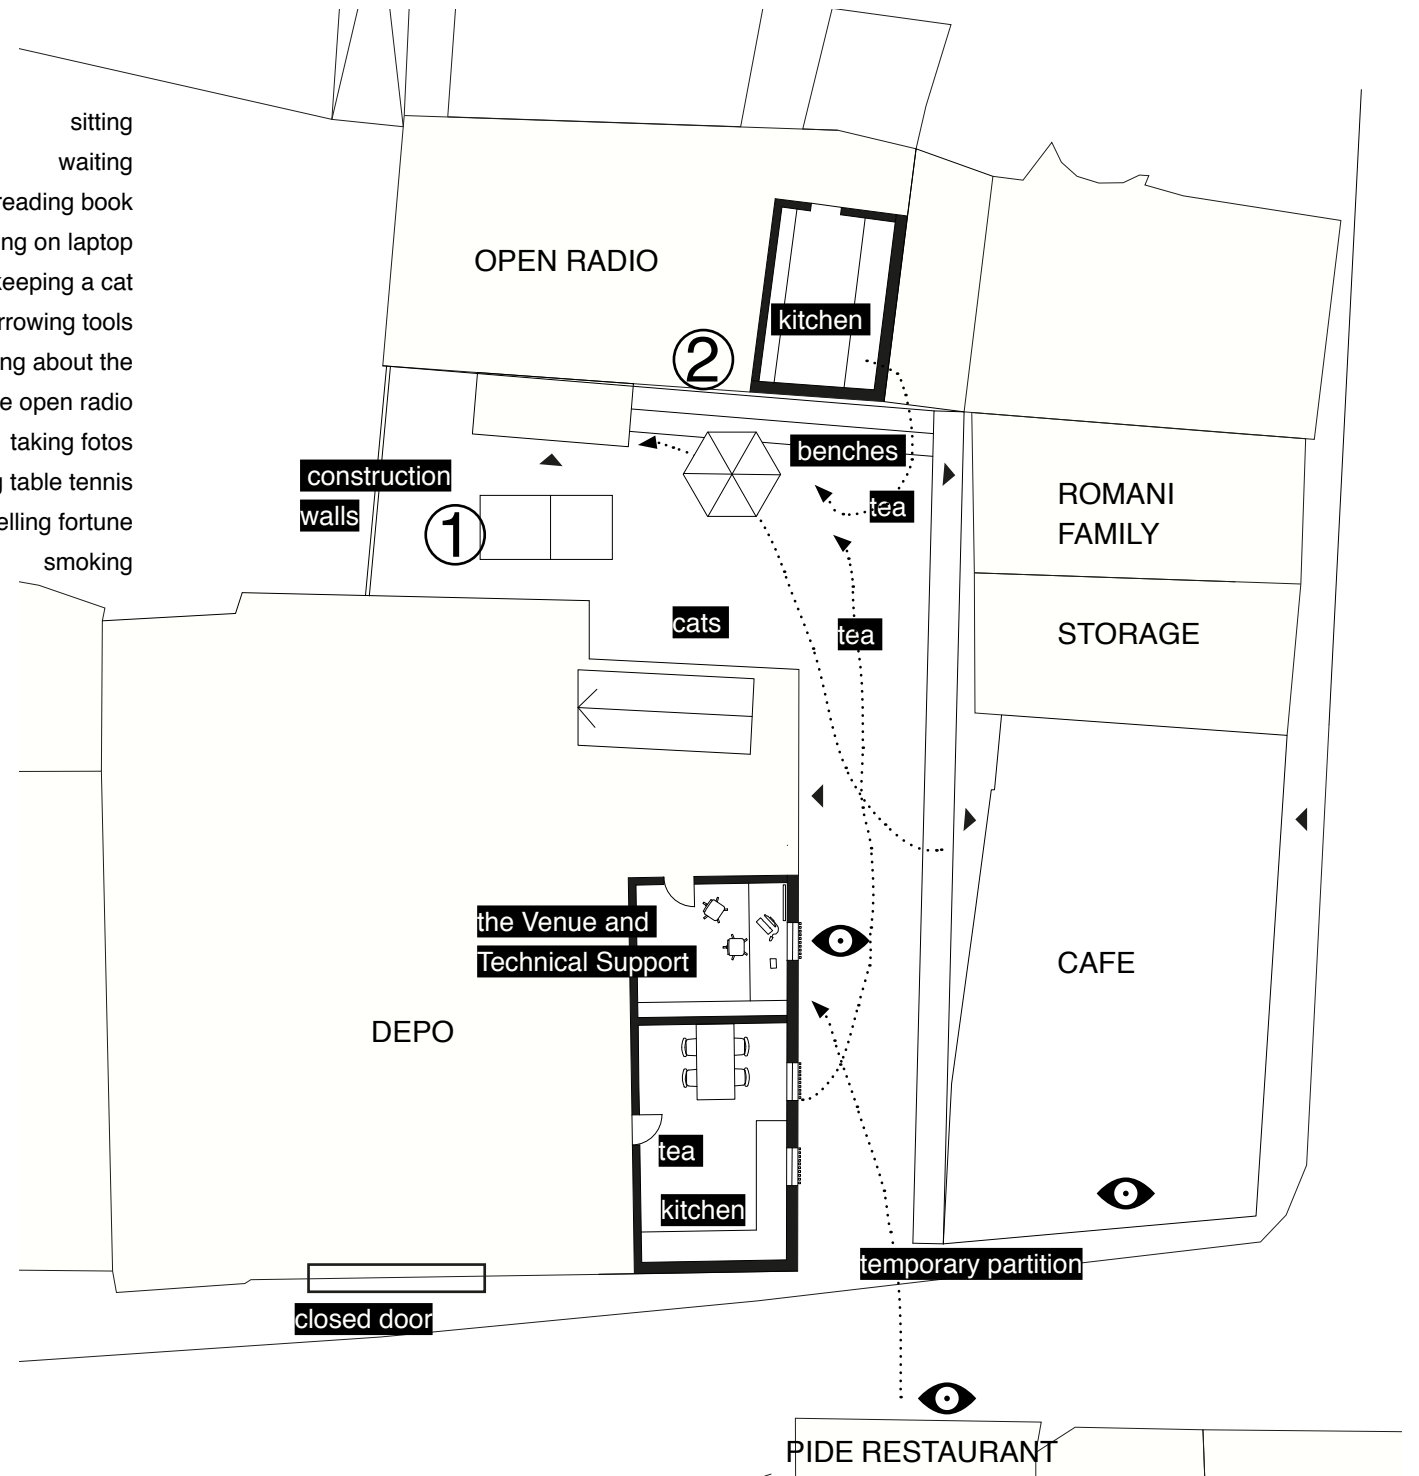 sitting
waiting
reading book
ng on laptop
keeping a cat
rrowing tools
ng about the
e open radio
taking fotos
g table tennis
elling fortune
smoking
OPEN RADIO
kitchen
2
benches
construction
walls
1
tea
ROMANI
FAMILY
cats
tea
STORAGE
the Venue and
Technical Support
CAFE
DEPO
tea
kitchen
temporary partition
closed door
PIDE RESTAURANT